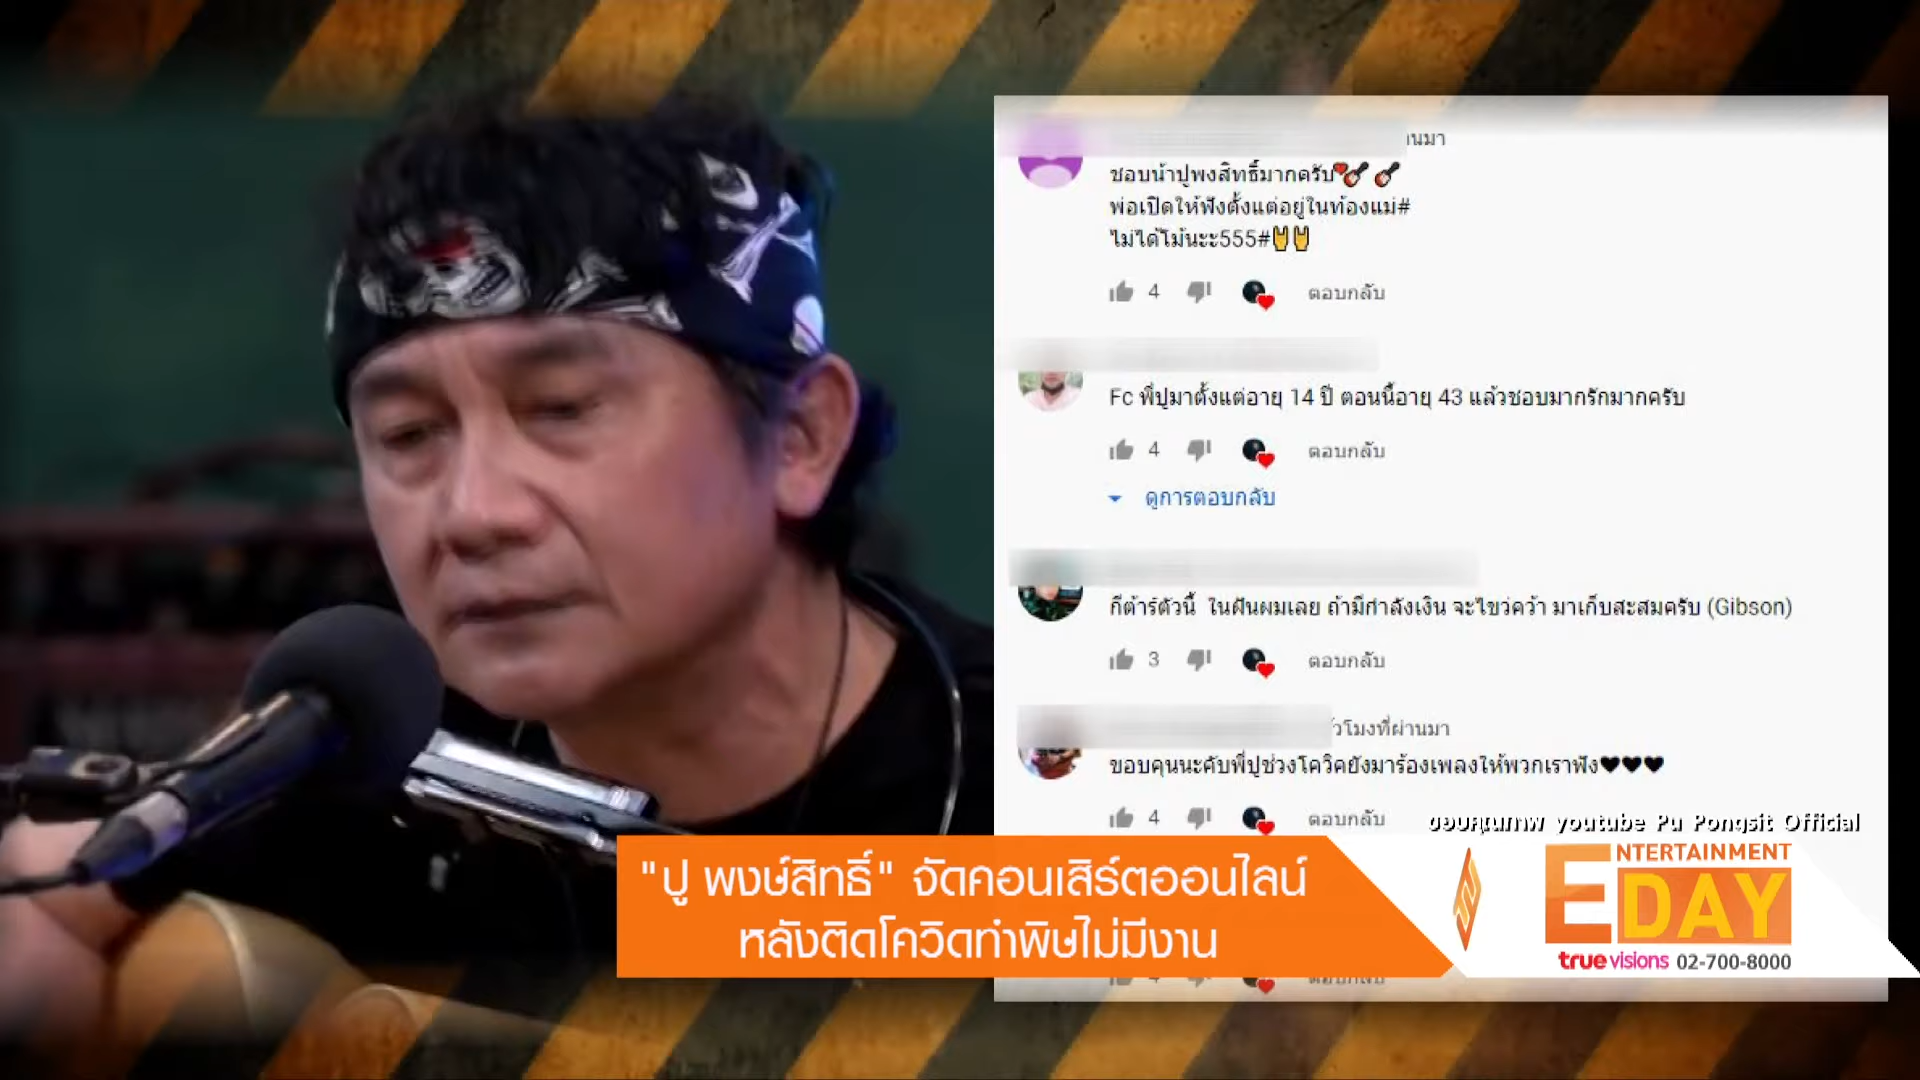 านมา
ชอบน้าปูพงสิทธิ์มากครับ
พ่อเปิดให้ฟังตั้งแต่อยู่ในท้องแม่#
ไม่ได้โม้นะะ555#
4 ตอบกลับ
Fc พี่ปูมาตั้งแต่อายุ 14 ปี ตอนนี้อายุ 43 แล้วชอบมากรักมากครับ
4 ตอบกลับ
ดูการตอบกลับ
กีต้าร์ตัวนี้ ในฝันผมเลย ถ้ามีกำลังเงิน จะไขว่คว้า มาเก็บสะสมครับ (Gibson)
3 ตอบกลับ
ั่วโมงที่ผ่านมา
ขอบคุนนะคับพี่ปูช่วงโควิดยังมาร้องเพลงให้พวกเราฟัง♥♥♥
4 ตอบกลับ
ขอบคุณภาพ youtube Pu Pongsit Official
"ปู พงษ์สิทธิ์" จัดคอนเสิร์ตออนไลน์
หลังติดโควิดทำพิษไม่มีงาน
ENTERTAINMENT
DAY
truevisions 02-700-8000
4 ตอบกลับ